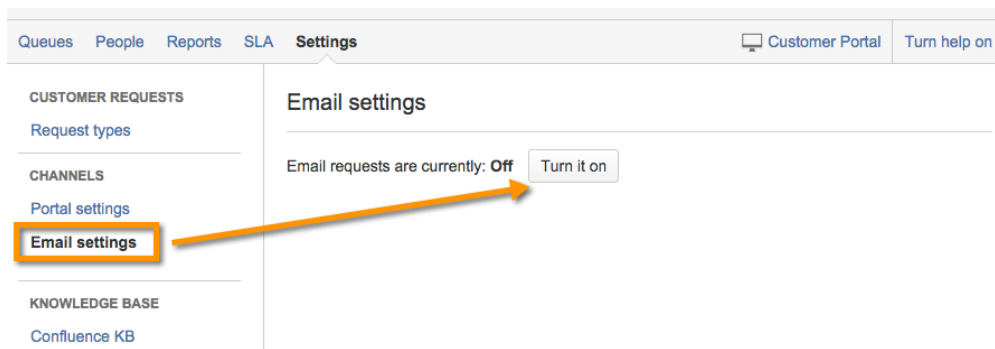 Queues People Reports SLA Settings Customer Portal Turn help on
CUSTOMER REQUESTS
Request types
CHANNELS
Portal settings
Email settings
KNOWLEDGE BASE
Confluence KB
Email settings
Email requests are currently: Off Turn it on